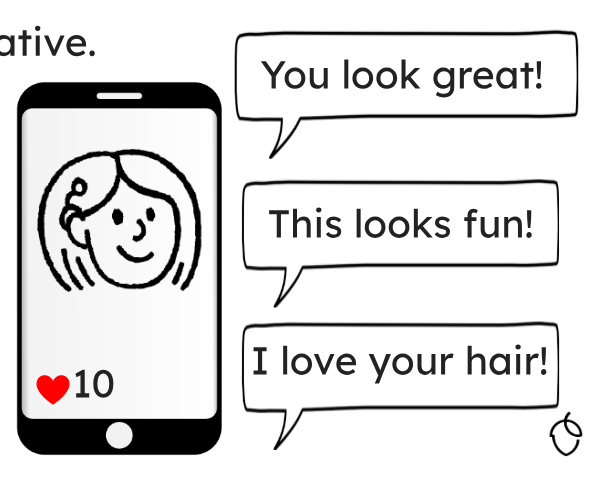 ative.
You look great!
This looks fun!
I love your hair!
10